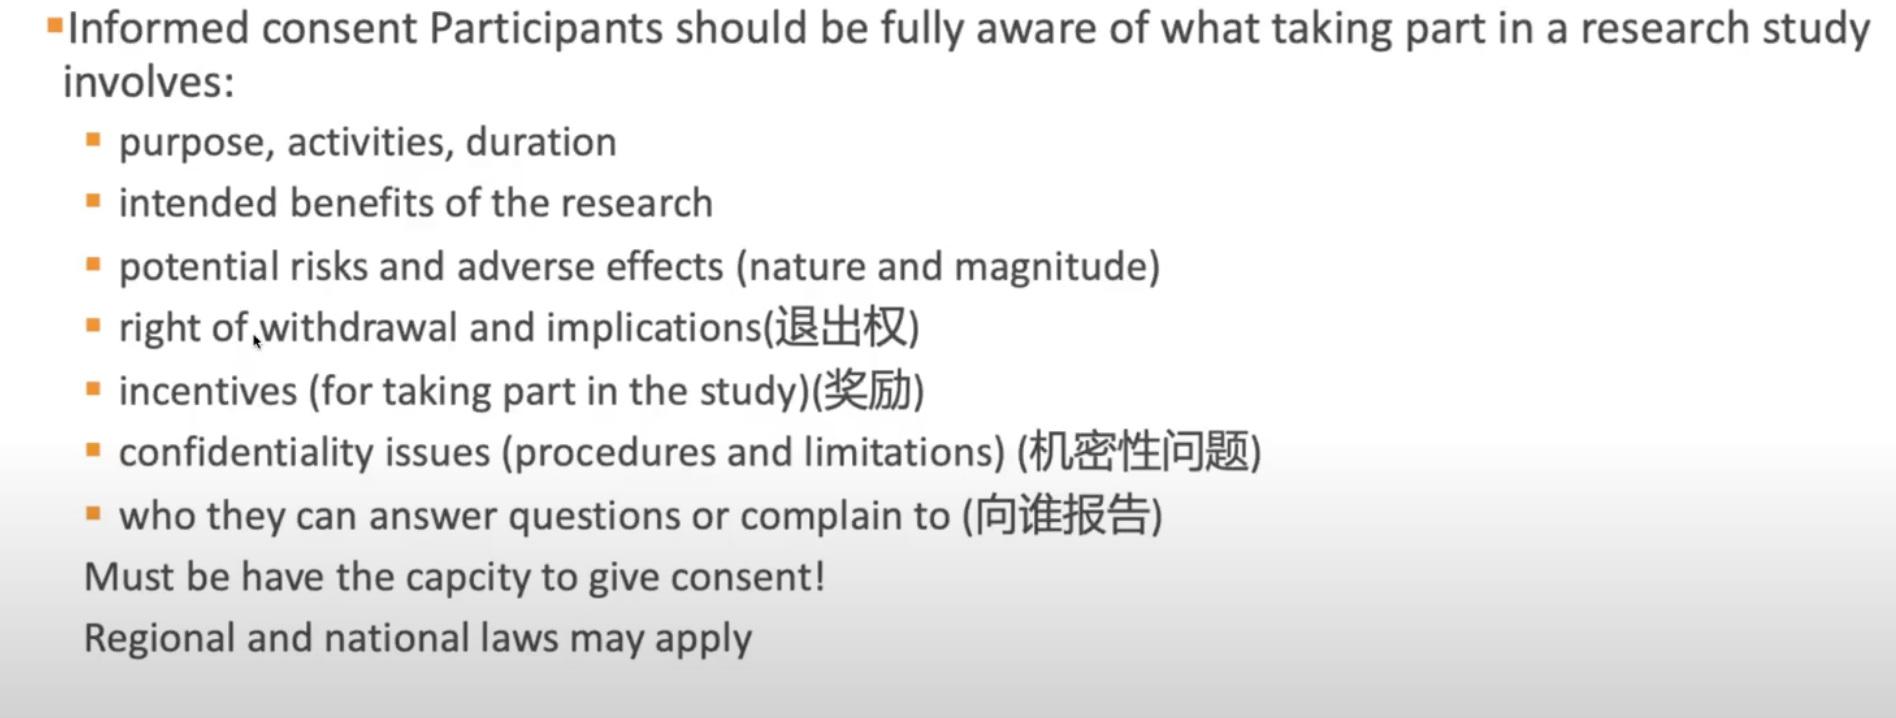 Informed consent Participants should be fully aware of what taking part in a research study
involves:
purpose, activities, duration
intended benefits of the research
potential risks and adverse effects (nature and magnitude)
right of withdrawal and implications(退出权)
incentives (for taking part in the study)(奖励)
confidentiality issues (procedures and limitations) (机密性问题)
who they can answer questions or complain to (向谁报告)
Must be have the capcity to give consent!
Regional and national laws may apply